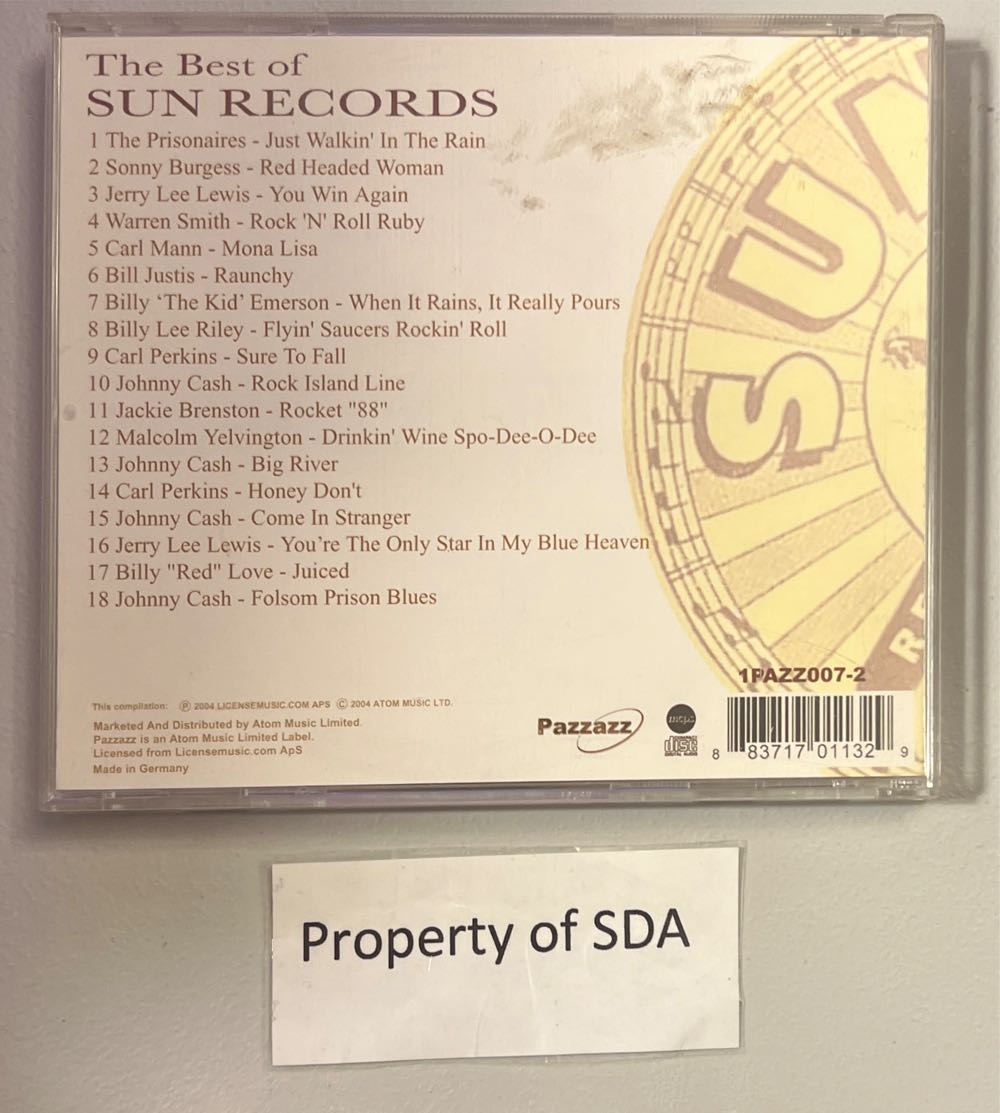 The Best of
SUN RECORDS
1 The Prisonaires - Just Walkin' In The Rain
2 Sonny Burgess - Red Headed Woman
3 Jerry Lee Lewis - You Win Again
4 Warren Smith - Rock 'N' Roll Ruby
5 Carl Mann - Mona Lisa
6 Bill Justis - Raunchy
7 Billy ‘The Kid’ Emerson - When It Rains, It Really Pours
8 Billy Lee Riley - Flyin' Saucers Rockin' Roll
9 Carl Perkins - Sure To Fall
10 Johnny Cash - Rock Island Line
11 Jackie Brenston - Rocket "88"
12 Malcolm Yelvington - Drinkin' Wine Spo-Dee-O-Dee
13 Johnny Cash - Big River
14 Carl Perkins - Honey Don't
15 Johnny Cash - Come In Stranger
16 Jerry Lee Lewis - You’re The Only Star In My Blue Heaven
17 Billy "Red" Love - Juiced
18 Johnny Cash - Folsom Prison Blues
SUN
RE
This compilation: ℗ 2004 LICENSEMUSIC.COM APS © 2004 ATOM MUSIC LTD.
Marketed And Distributed by Atom Music Limited.
Pazzazz is an Atom Music Limited Label.
Licensed from Licensemusic.com ApS
Made in Germany
Pazzazz
mcps
COMPACT
disc
DIGITAL AUDIO
1PAZZ007-2
8 83717 01132 9
Property of SDA